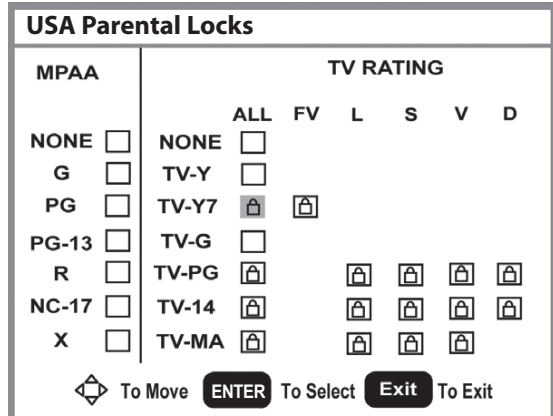 USA Parental Locks
MPAA TV RATING
ALL FV L S V D
NONE NONE
G TV-Y
PG TV-Y7
PG-13 TV-G
R TV-PG
NC-17 TV-14
X TV-MA
To Move ENTER To Select Exit To Exit